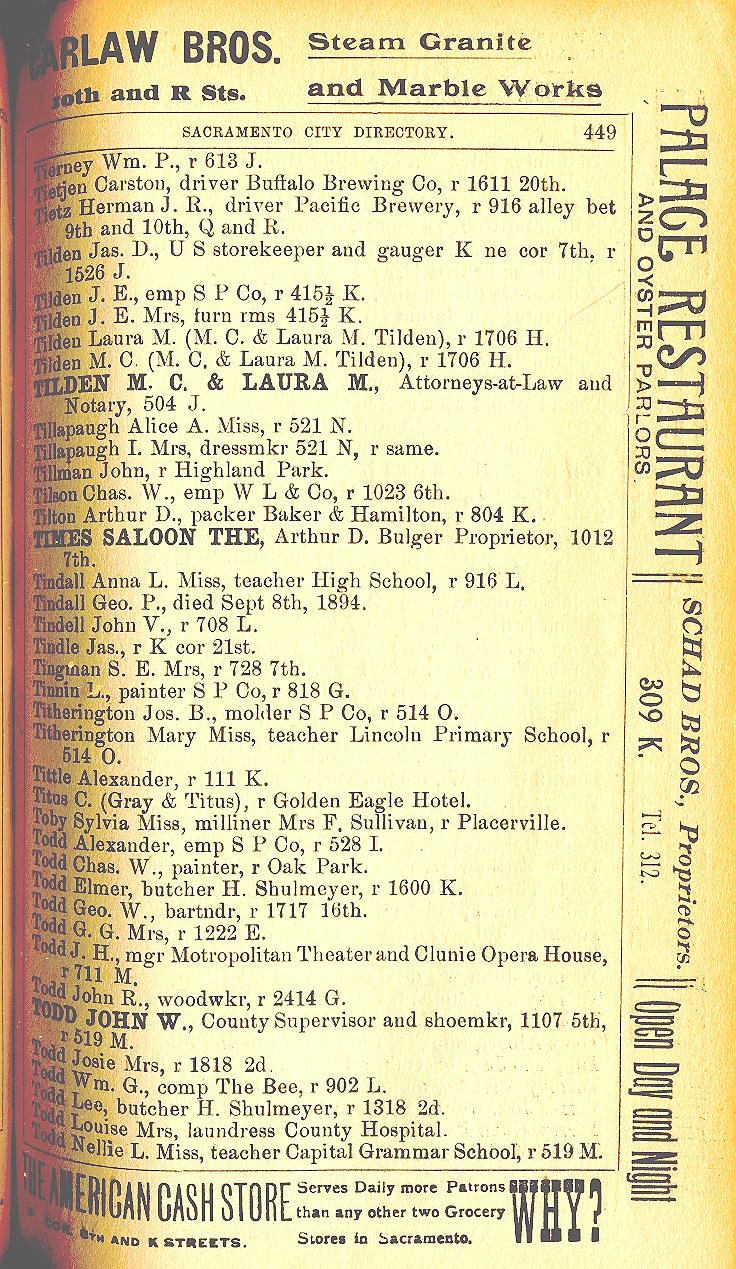 CARLAW BROS. Steam Granite
10th and R Sts. and Marble Works
SACRAMENTO CITY DIRECTORY. 449
Tierney Wm. P., r 613 J.
Tietjen Carston, driver Buffalo Brewing Co, r 1611 20th.
Tietz Herman J. R., driver Pacific Brewery, r 916 alley bet
9th and 10th, Q and R.
Tilden Jas. D., U S storekeeper and gauger K ne cor 7th, r
1526 J.
Tilden J. E., emp S P Co, r 415½ K.
Tilden J. E. Mrs, turn rms 415½ K.
Tilden Laura M. (M. C. & Laura M. Tilden), r 1706 H.
Tilden M. C. (M. C, & Laura M. Tilden), r 1706 H.
TILDEN M. C. & LAURA M., Attorneys-at-Law and
Notary, 504 J.
Tillapaugh Alice A. Miss, r 521 N.
Tillapaugh I. Mrs, dressmkr 521 N, r same.
Tillman John, r Highland Park.
Tilson Chas. W., emp W L & Co, r 1023 6th.
Tilton Arthur D., packer Baker & Hamilton, r 804 K.
TIMES SALOON THE, Arthur D. Bulger Proprietor, 1012
7th.
Tindall Anna L. Miss, teacher High School, r 916 L.
Tindall Geo. P., died Sept 8th, 1894.
Tindell John V., r 708 L.
Tindle Jas., r K cor 21st.
Tingman S. E. Mrs, r 728 7th.
Tinnin L., painter S P Co, r 818 G.
Titherington Jos. B., molder S P Co, r 514 O.
Titherington Mary Miss, teacher Lincoln Primary School, r
514 O.
Tittle Alexander, r 111 K.
Titus C. (Gray & Titus), r Golden Eagle Hotel.
Toby Sylvia Miss, milliner Mrs F. Sullivan, r Placerville.
Todd Alexander, emp S P Co, r 528 I.
Todd Chas. W., painter, r Oak Park.
Todd Elmer, butcher H. Shulmeyer, r 1600 K.
Todd Geo. W., bartndr, r 1717 16th.
Todd G. G. Mrs, r 1222 E.
Todd J. H., mgr Motropolitan Theater and Clunie Opera House,
r 711 M.
Todd John R., woodwkr, r 2414 G.
TODD JOHN W., County Supervisor and shoemkr, 1107 5th,
r 519 M.
Todd Josie Mrs, r 1818 2d.
Todd Wm. G., comp The Bee, r 902 L.
Todd Lee, butcher H. Shulmeyer, r 1318 2d.
Todd Louise Mrs, laundress County Hospital.
Todd Nellie L. Miss, teacher Capital Grammar School, r 519 M.
THE AMERICAN CASH STORE
COR. 8TH AND K STREETS.
Serves Daily more Patrons
than any other two Grocery
Stores in Sacramento.
WHY?
PALACE RESTAURANT
AND OYSTER PARLORS.
SCHAD BROS., Proprietors.
309 K. Tel. 312.
Open Day and Night